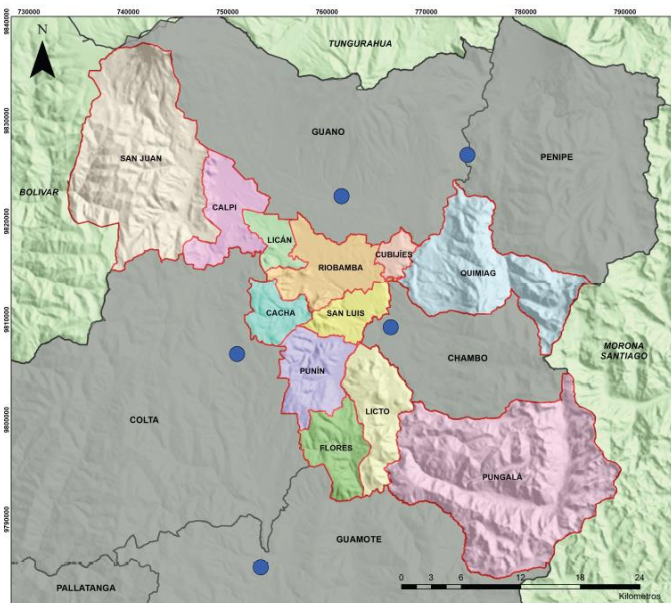 730000 740000 750000 760000 770000 780000 790000
9840000
N
TUNGURAHUA
9830000
GUANO
PENIPE
SAN JUAN
BOLIVAR
CALPI
9820000
LICÁN
CUBIJÍES
RIOBAMBA
QUIMIAG
9810000
CACHA
SAN LUIS
MORONA
SANTIAGO
CHAMBO
PUNÍN
COLTA
LICTO
9800000
FLORES
PUNGALÁ
9790000
GUAMOTE
PALLATANGA
0 3 6 12 18 24
Kilometros